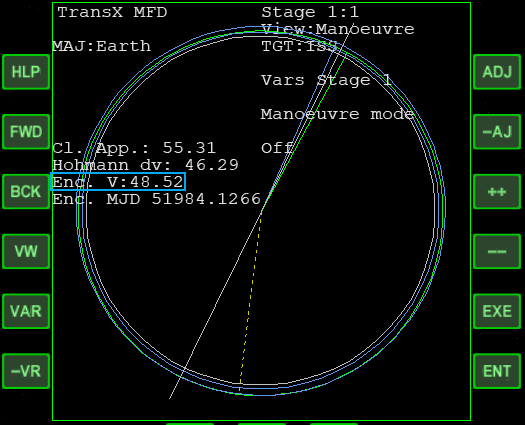 TransX MFD
Stage 1:1
View:Manoeuvre
MAJ:Earth
TGT:ISS
HLP
ADJ
Vars Stage 1
FWD
Manoeuvre mode
-AJ
Cl. App.: 55.31
Off
Hohmann dv: 46.29
BCK
Enc. V:48.52
++
Enc. MJD 51984.1266
VW
--
VAR
EXE
-VR
ENT